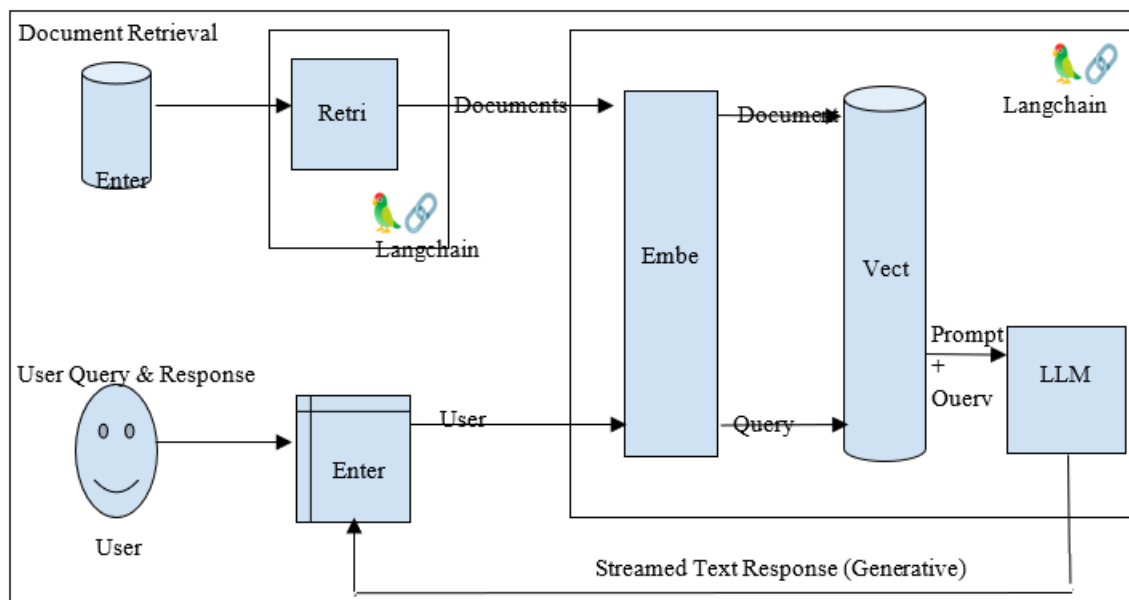 Document Retrieval
Enter
Retri
Langchain
Documents
Embe
Document
Vect
Langchain
Prompt
+
Query
LLM
User Query & Response
User
Enter
User
Query
Streamed Text Response (Generative)